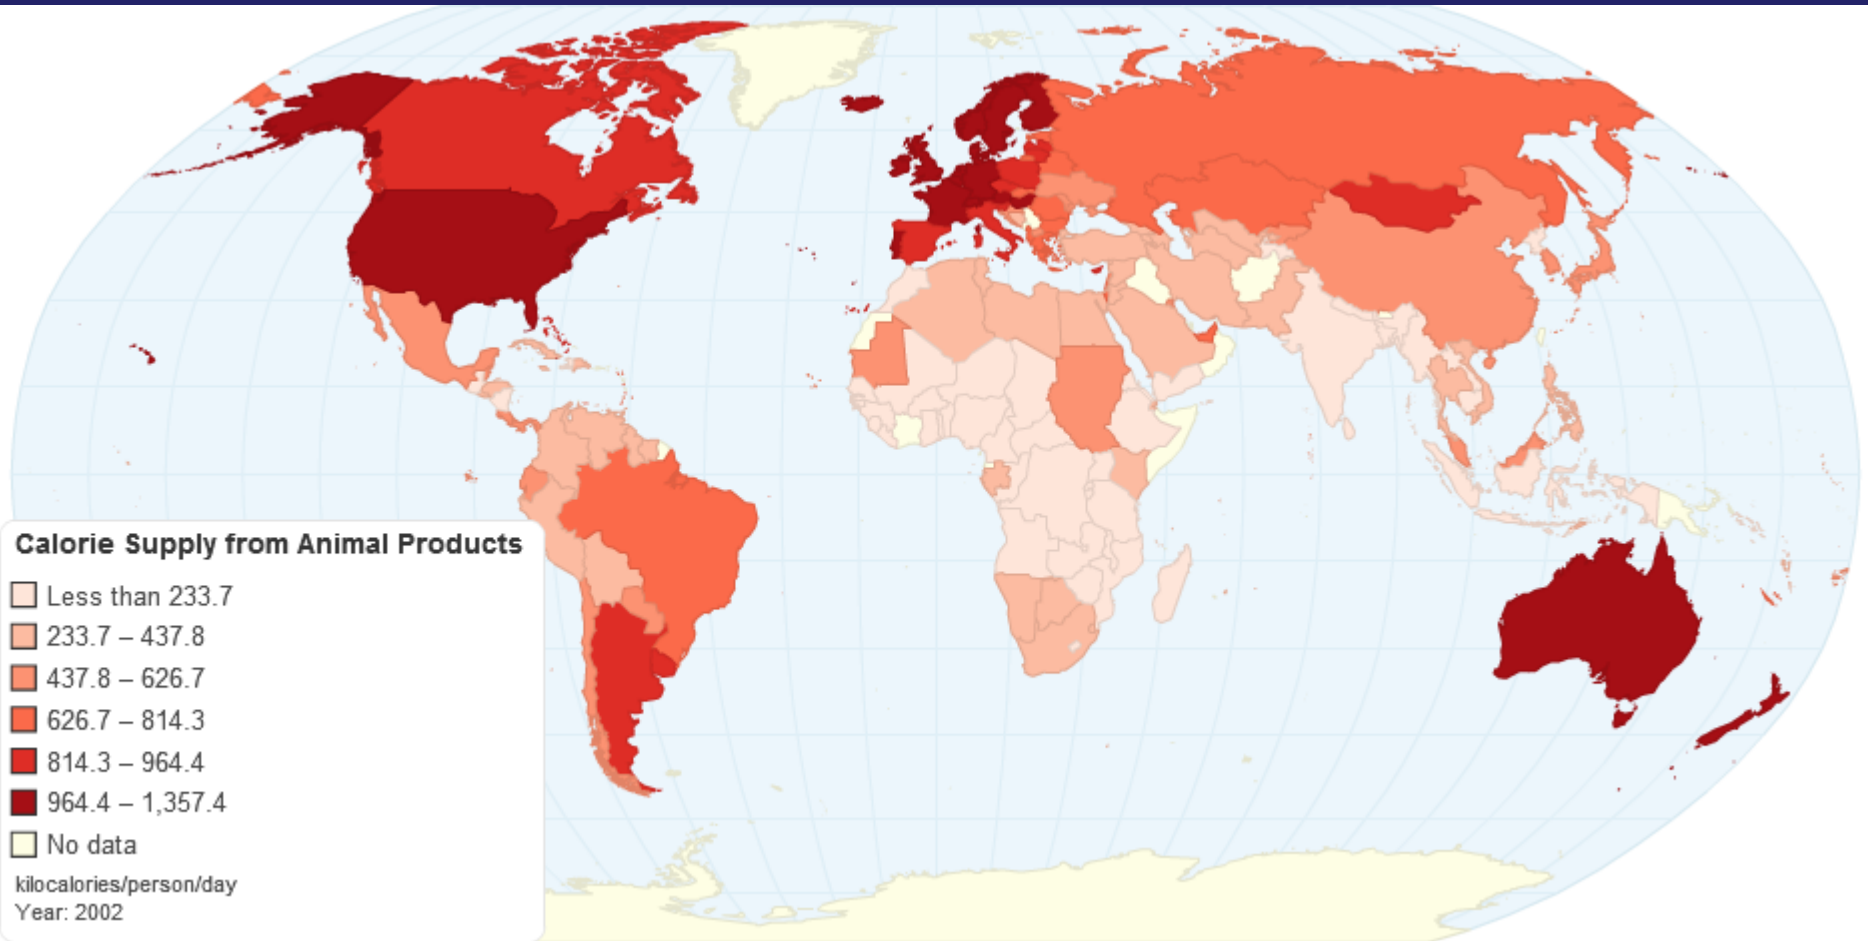 Calorie Supply from Animal Products
Less than 233.7
233.7 – 437.8
437.8 – 626.7
626.7 – 814.3
814.3 – 964.4
964.4 – 1,357.4
No data
kilocalories/person/day
Year: 2002